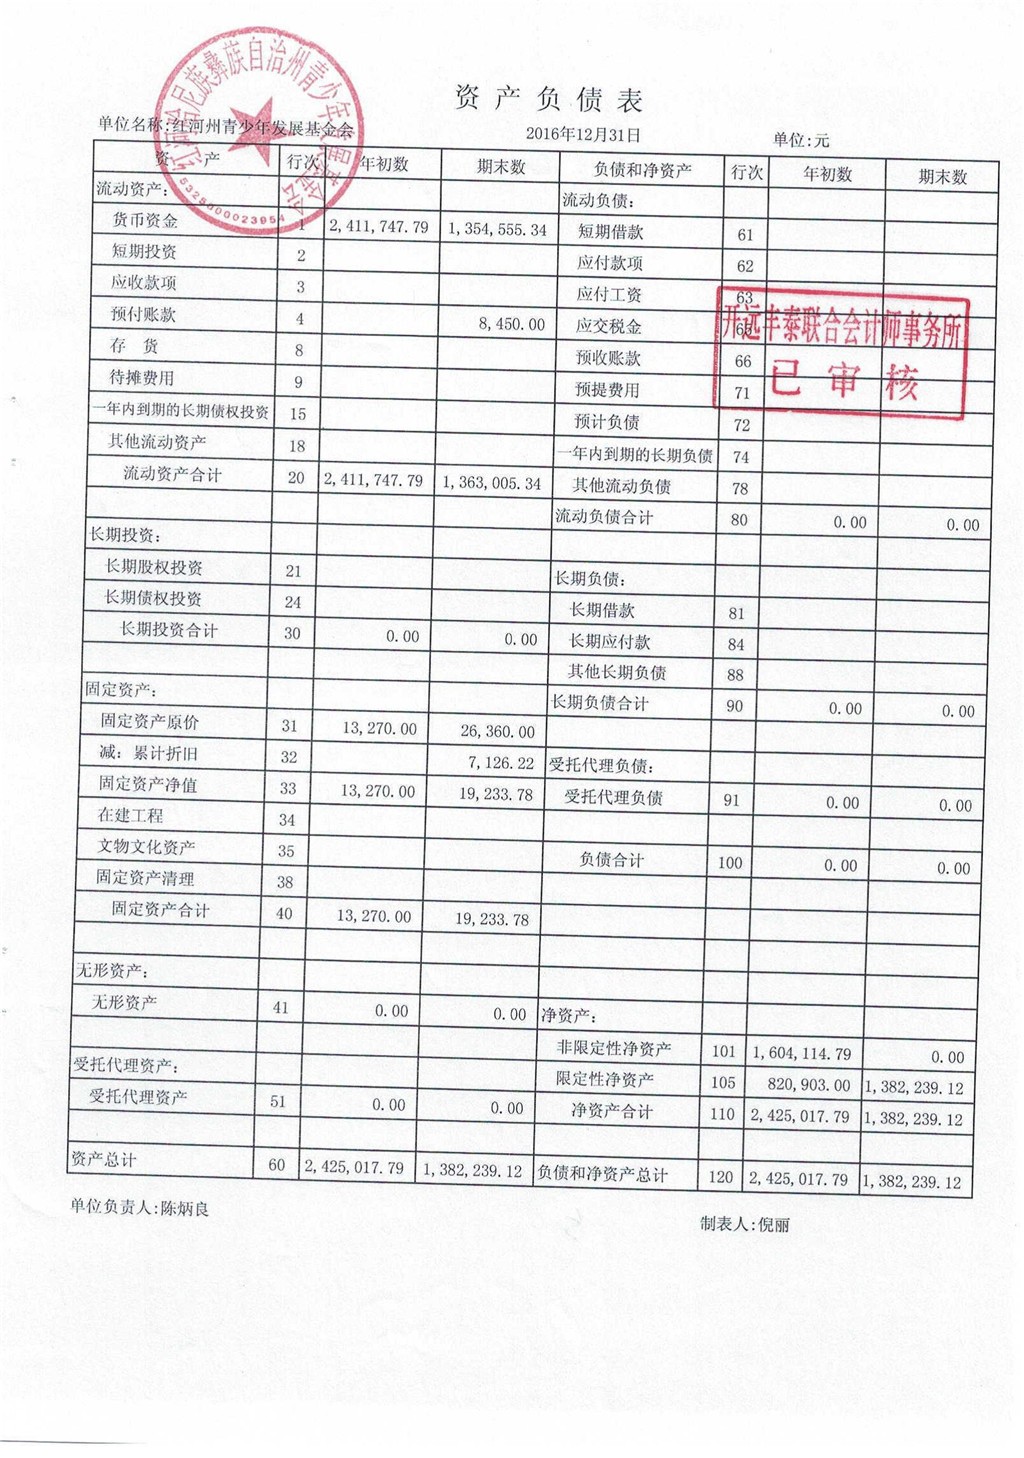 资产负债表
单位名称:红河州青少年发展基金会 2016年12月31日 单位:元
资 产 行次 年初数 期末数 负债和净资产 行次 年初数 期末数
流动资产: 流动负债:
货币资金 1 2,411,747.79 1,354,555.34 短期借款 61
短期投资 2 应付款项 62
应收款项 3 应付工资 63
预付账款 4 8,450.00 应交税金 65
存 货 8 预收账款 66
待摊费用 9 预提费用 71
一年内到期的长期债权投资 15 预计负债 72
其他流动资产 18 一年内到期的长期负债 74
流动资产合计 20 2,411,747.79 1,363,005.34 其他流动负债 78
流动负债合计 80 0.00 0.00
长期投资:
长期股权投资 21 长期负债:
长期债权投资 24 长期借款 81
长期投资合计 30 0.00 0.00 长期应付款 84
其他长期负债 88
固定资产: 长期负债合计 90 0.00 0.00
固定资产原价 31 13,270.00 26,360.00
减: 累计折旧 32 7,126.22 受托代理负债:
固定资产净值 33 13,270.00 19,233.78 受托代理负债 91 0.00 0.00
在建工程 34
文物文化资产 35 负债合计 100 0.00 0.00
固定资产清理 38
固定资产合计 40 13,270.00 19,233.78
无形资产:
无形资产 41 0.00 0.00 净资产:
非限定性净资产 101 1,604,114.79 0.00
受托代理资产: 限定性净资产 105 820,903.00 1,382,239.12
受托代理资产 51 0.00 0.00 净资产合计 110 2,425,017.79 1,382,239.12
资产总计 60 2,425,017.79 1,382,239.12 负债和净资产总计 120 2,425,017.79 1,382,239.12
单位负责人:陈炳良 制表人:倪丽
红河哈尼族彝族自治州青少年发展基金会
5325000023954
开远丰泰联合会计师事务所
已审核